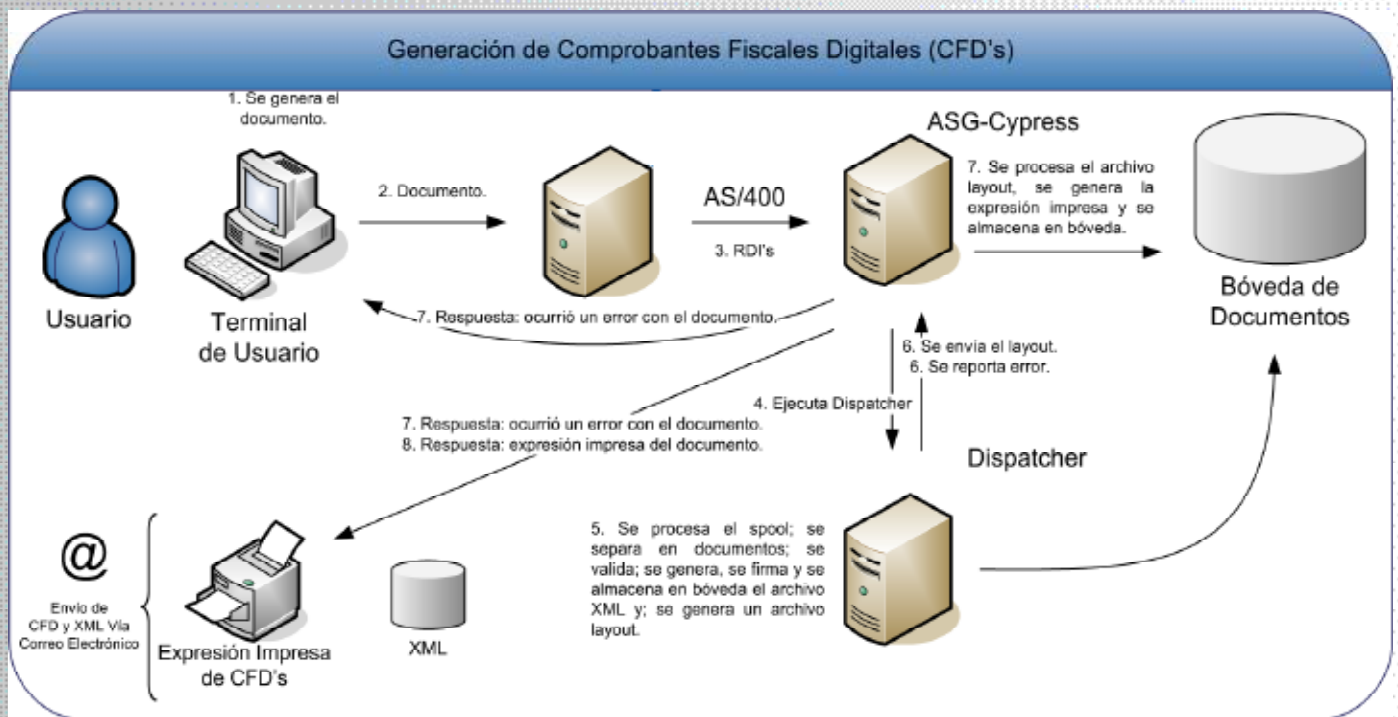 Generación de Comprobantes Fiscales Digitales (CFD's)
1. Se genera el
documento.
ASG-Cypress
2. Documento.
AS/400
3. RDI's
7. Se procesa el archivo
layout, se genera la
expresión impresa y se
almacena en bóveda.
Usuario
Terminal
de Usuario
Bóveda de
Documentos
7. Respuesta: ocurrió un error con el documento.
6. Se envía el layout.
6. Se reporta error.
4. Ejecuta Dispatcher
7. Respuesta: ocurrió un error con el documento.
8. Respuesta: expresión impresa del documento.
Dispatcher
5. Se procesa el spool; se
separa en documentos; se
valida; se genera, se firma y se
almacena en bóveda el archivo
XML y; se genera un archivo
layout.
@
Envío de
CFD y XML Vía
Correo Electrónico
Expresión Impresa
de CFD's
XML